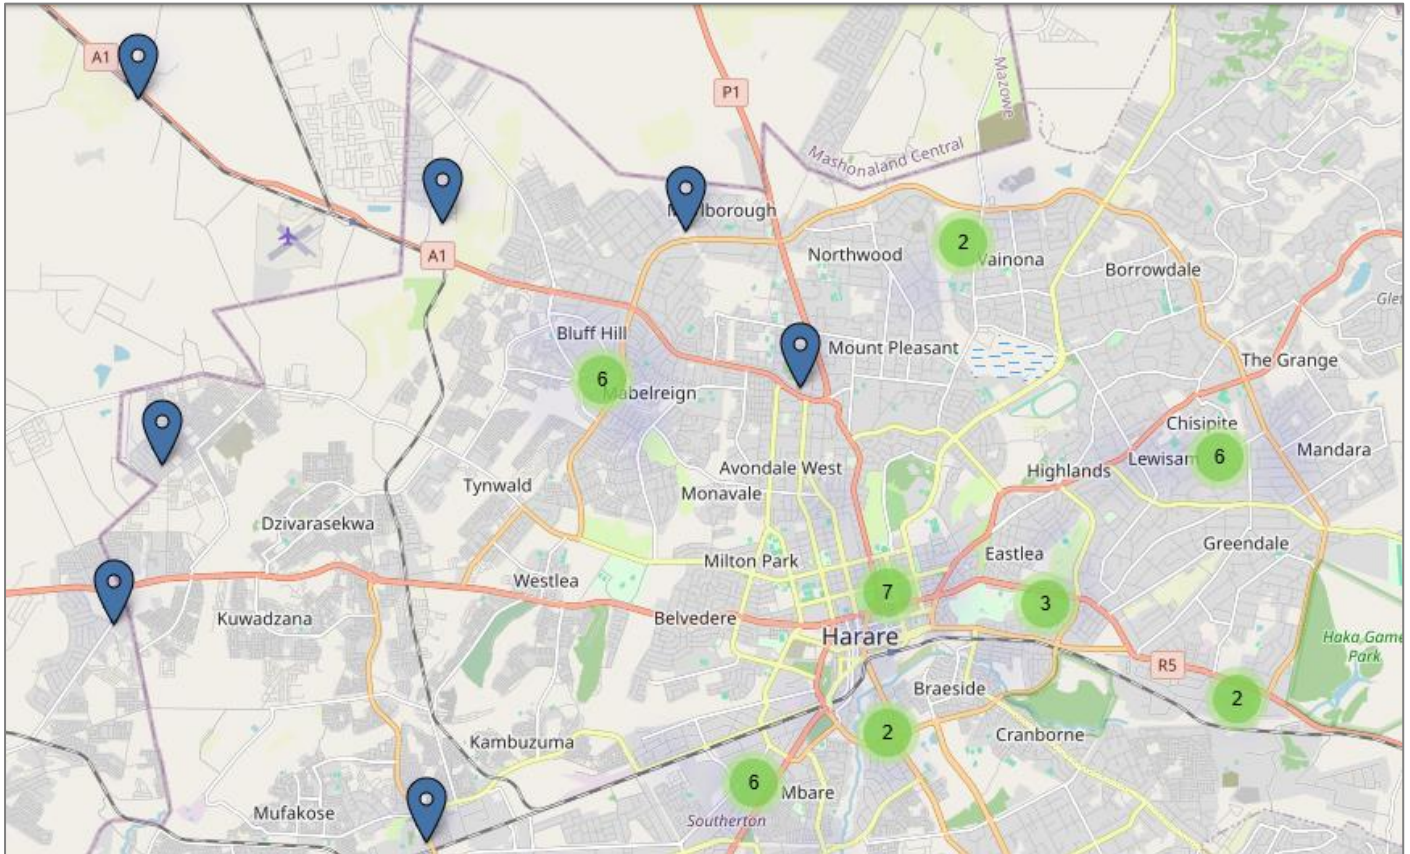 A1
P1
Mazowe
Mashonaland Central
A1
Northwood
2
Vainona
Borrowdale
Bluff Hill
Mount Pleasant
The Grange
6
Mabelreign
Chisipite
6
Mandara
Avondale West
Highlands
Tynwald
Monavale
Dzivarasekwa
Eastlea
Greendale
Milton Park
Westlea
7
3
Kuwadzana
Belvedere
Harare
Haka Game
Park
R5
Braeside
2
2
Kambuzuma
Cranborne
6
Mbare
Mufakose
Southerton